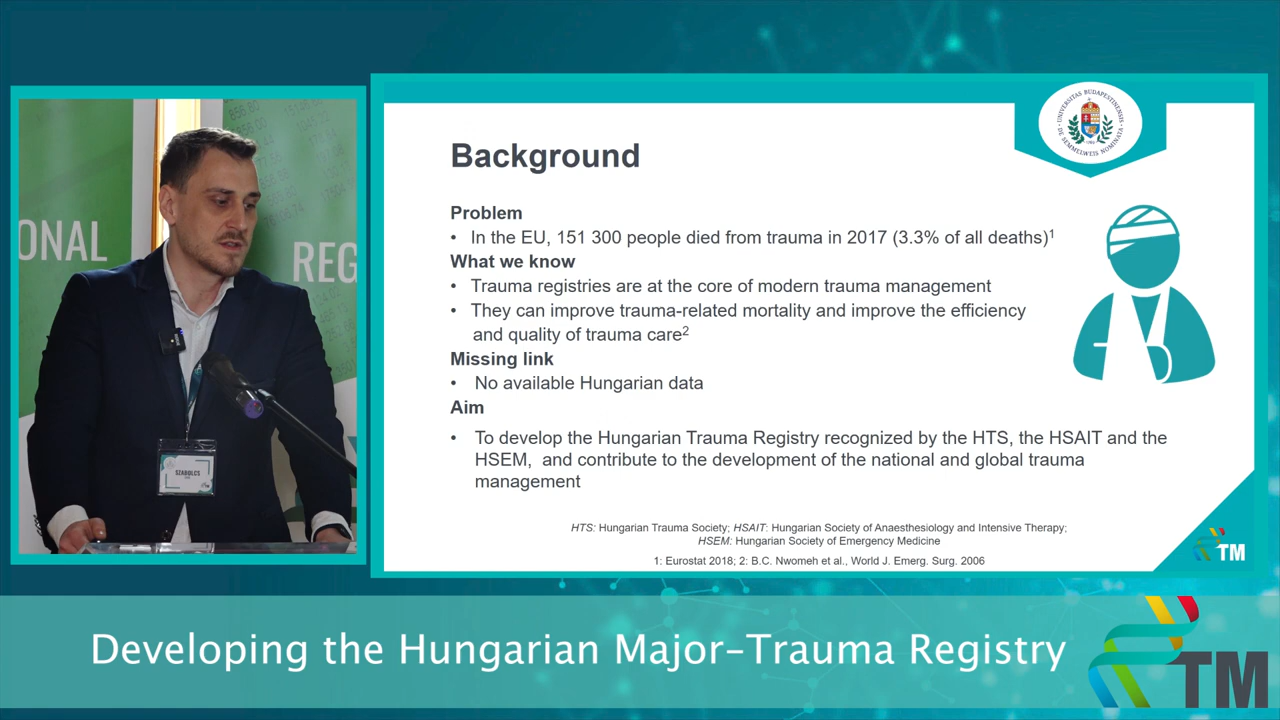 ONAL
REG
SZABOLCS
UNIVERSITAS BUDAPESTINENSIS
DE SEMMELWEIS NOMINATA
Background
Problem
• In the EU, 151 300 people died from trauma in 2017 (3.3% of all deaths)¹
What we know
• Trauma registries are at the core of modern trauma management
• They can improve trauma-related mortality and improve the efficiency
and quality of trauma care²
Missing link
• No available Hungarian data
Aim
• To develop the Hungarian Trauma Registry recognized by the HTS, the HSAIT and the
HSEM, and contribute to the development of the national and global trauma
management
HTS: Hungarian Trauma Society; HSAIT: Hungarian Society of Anaesthesiology and Intensive Therapy;
HSEM: Hungarian Society of Emergency Medicine
1: Eurostat 2018; 2: B.C. Nwomeh et al., World J. Emerg. Surg. 2006
TM
Developing the Hungarian Major-Trauma Registry
TM